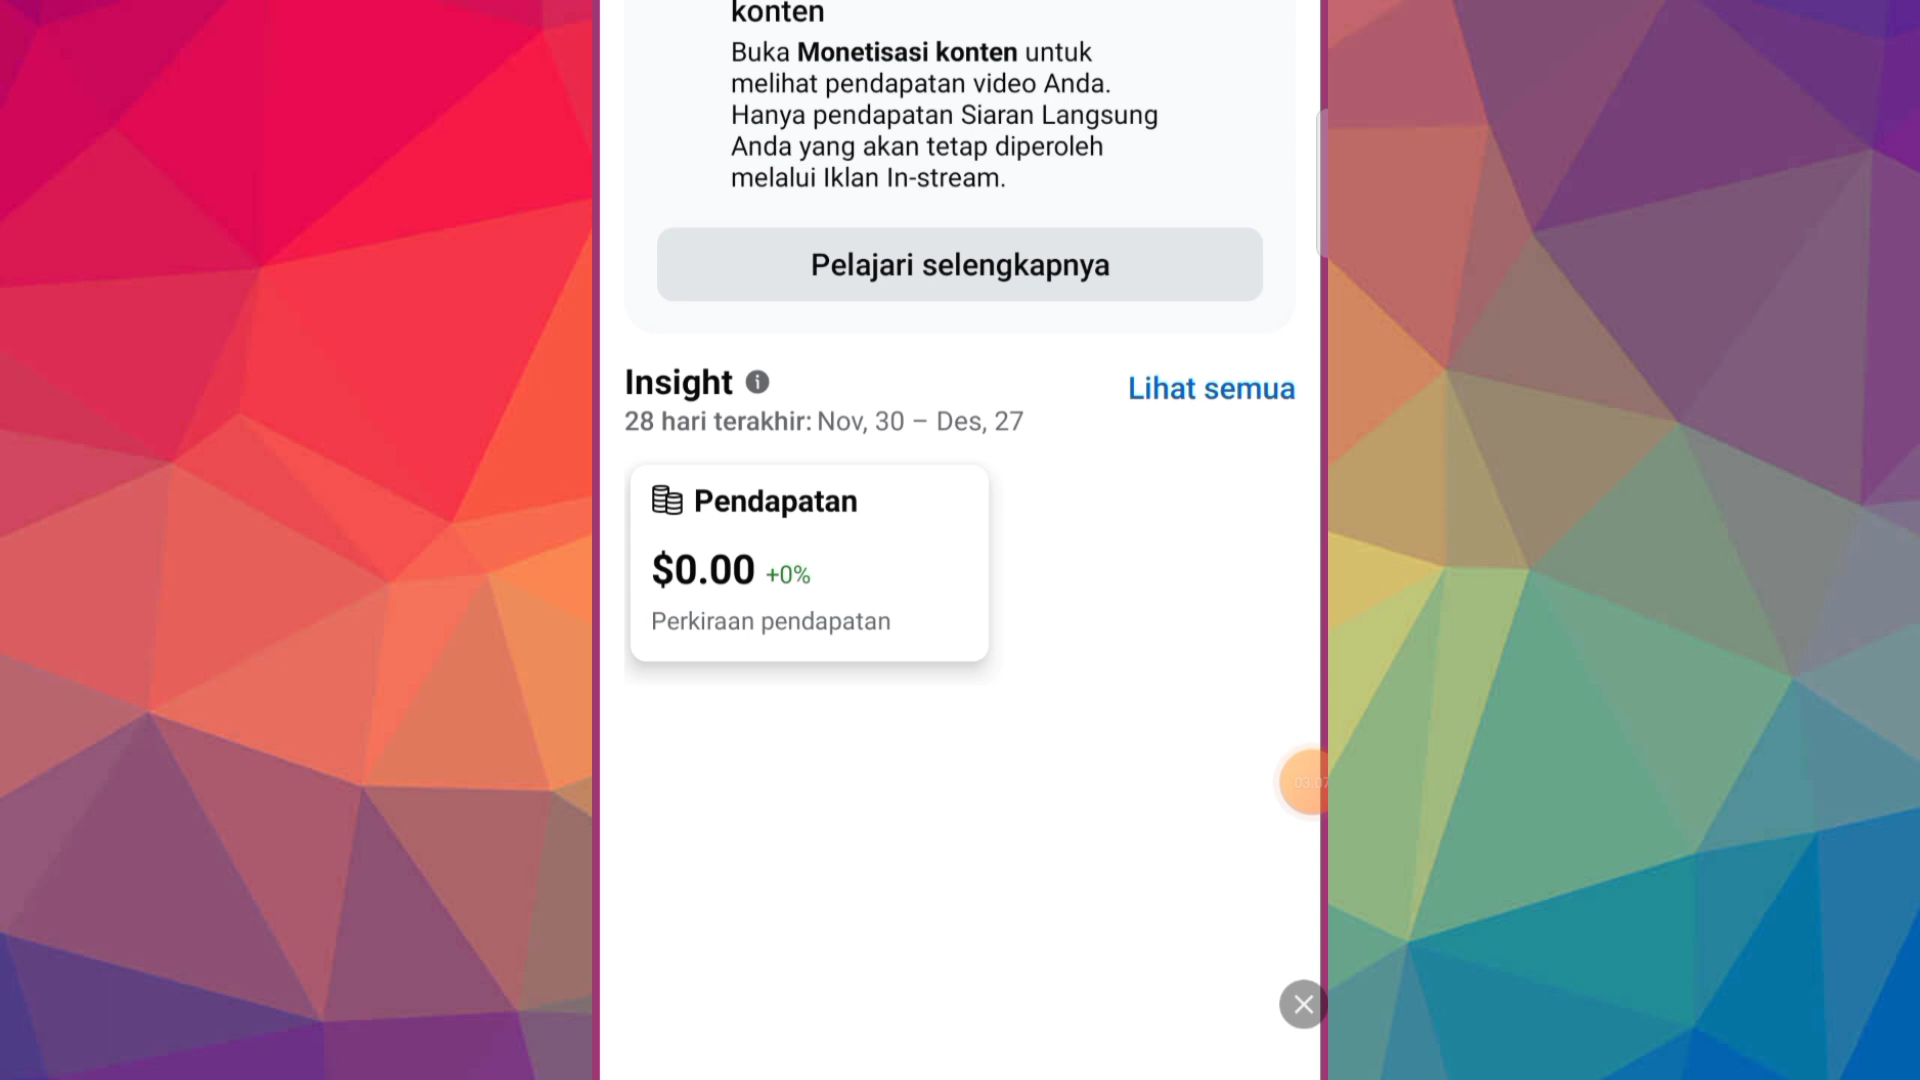 konten
Buka Monetisasi konten untuk
melihat pendapatan video Anda.
Hanya pendapatan Siaran Langsung
Anda yang akan tetap diperoleh
melalui Iklan In-stream.
Pelajari selengkapnya
Insight
Lihat semua
28 hari terakhir: Nov, 30 – Des, 27
Pendapatan
$0.00 +0%
Perkiraan pendapatan